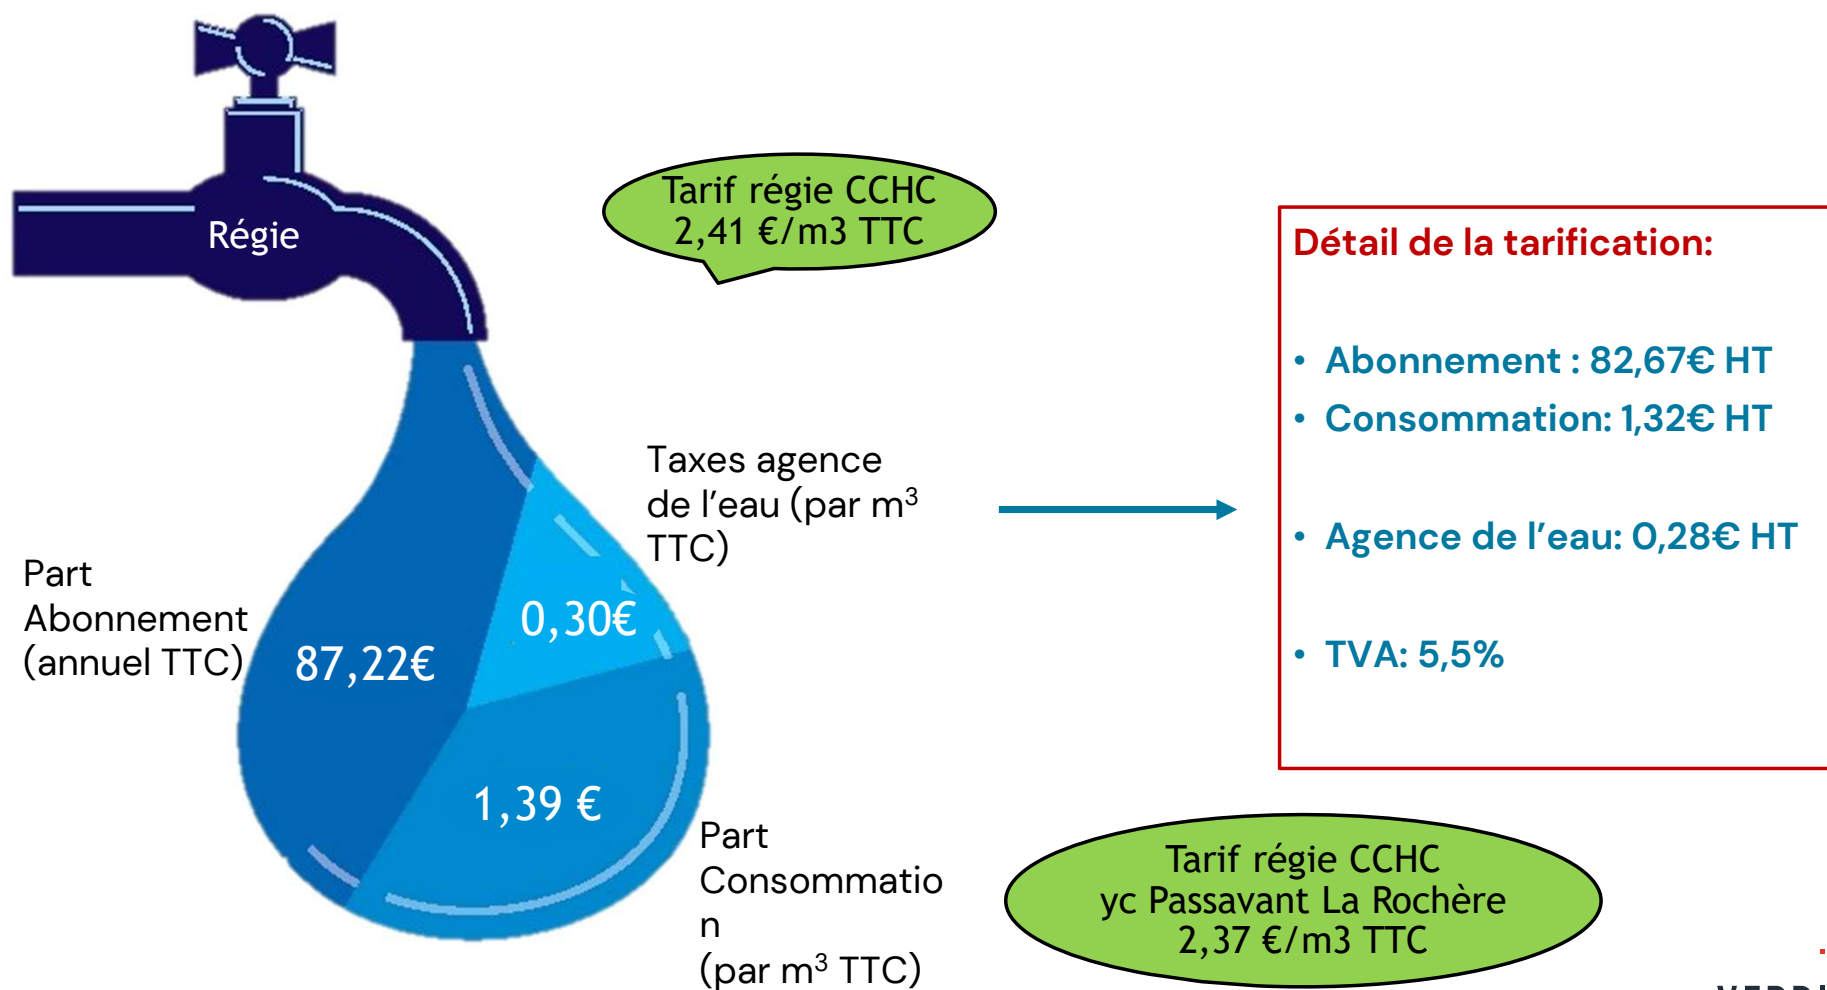 Régie
Tarif régie CCHC
2,41 €/m3 TTC
Détail de la tarification:
• Abonnement : 82,67€ HT
• Consommation: 1,32€ HT
• Agence de l’eau: 0,28€ HT
• TVA: 5,5%
Taxes agence
de l’eau (par m³
TTC)
Part
Abonnement
(annuel TTC)
87,22€
0,30€
1,39 €
Part
Consommatio
n
(par m³ TTC)
Tarif régie CCHC
yc Passavant La Rochère
2,37 €/m3 TTC